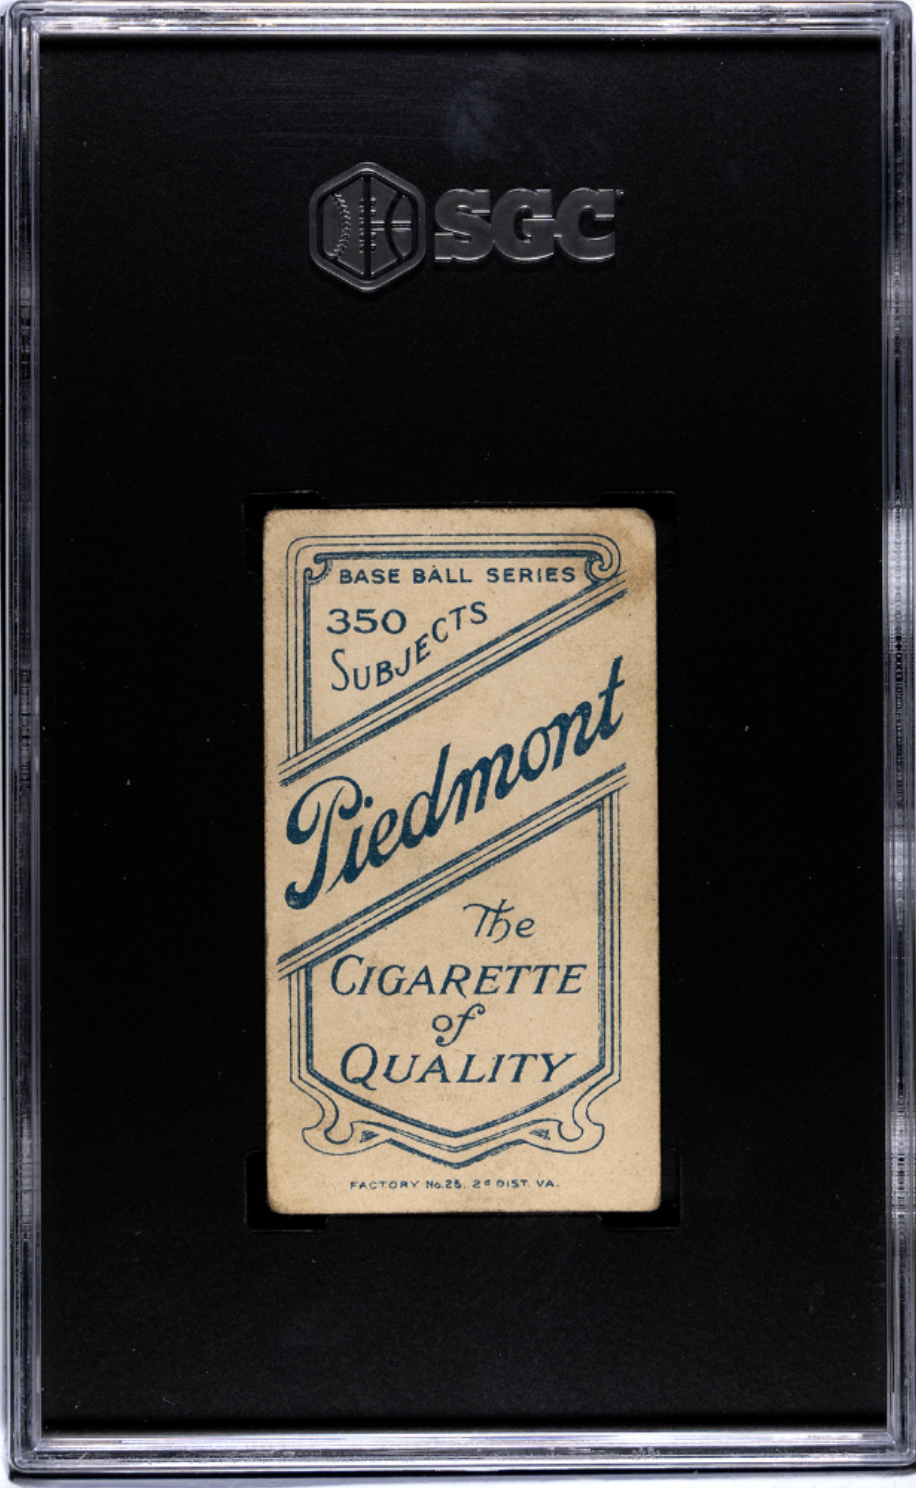 SGC
BASE BALL SERIES
350
SUBJECTS
Piedmont
The
CIGARETTE
of
QUALITY
FACTORY No. 25. 2d DIST. VA.